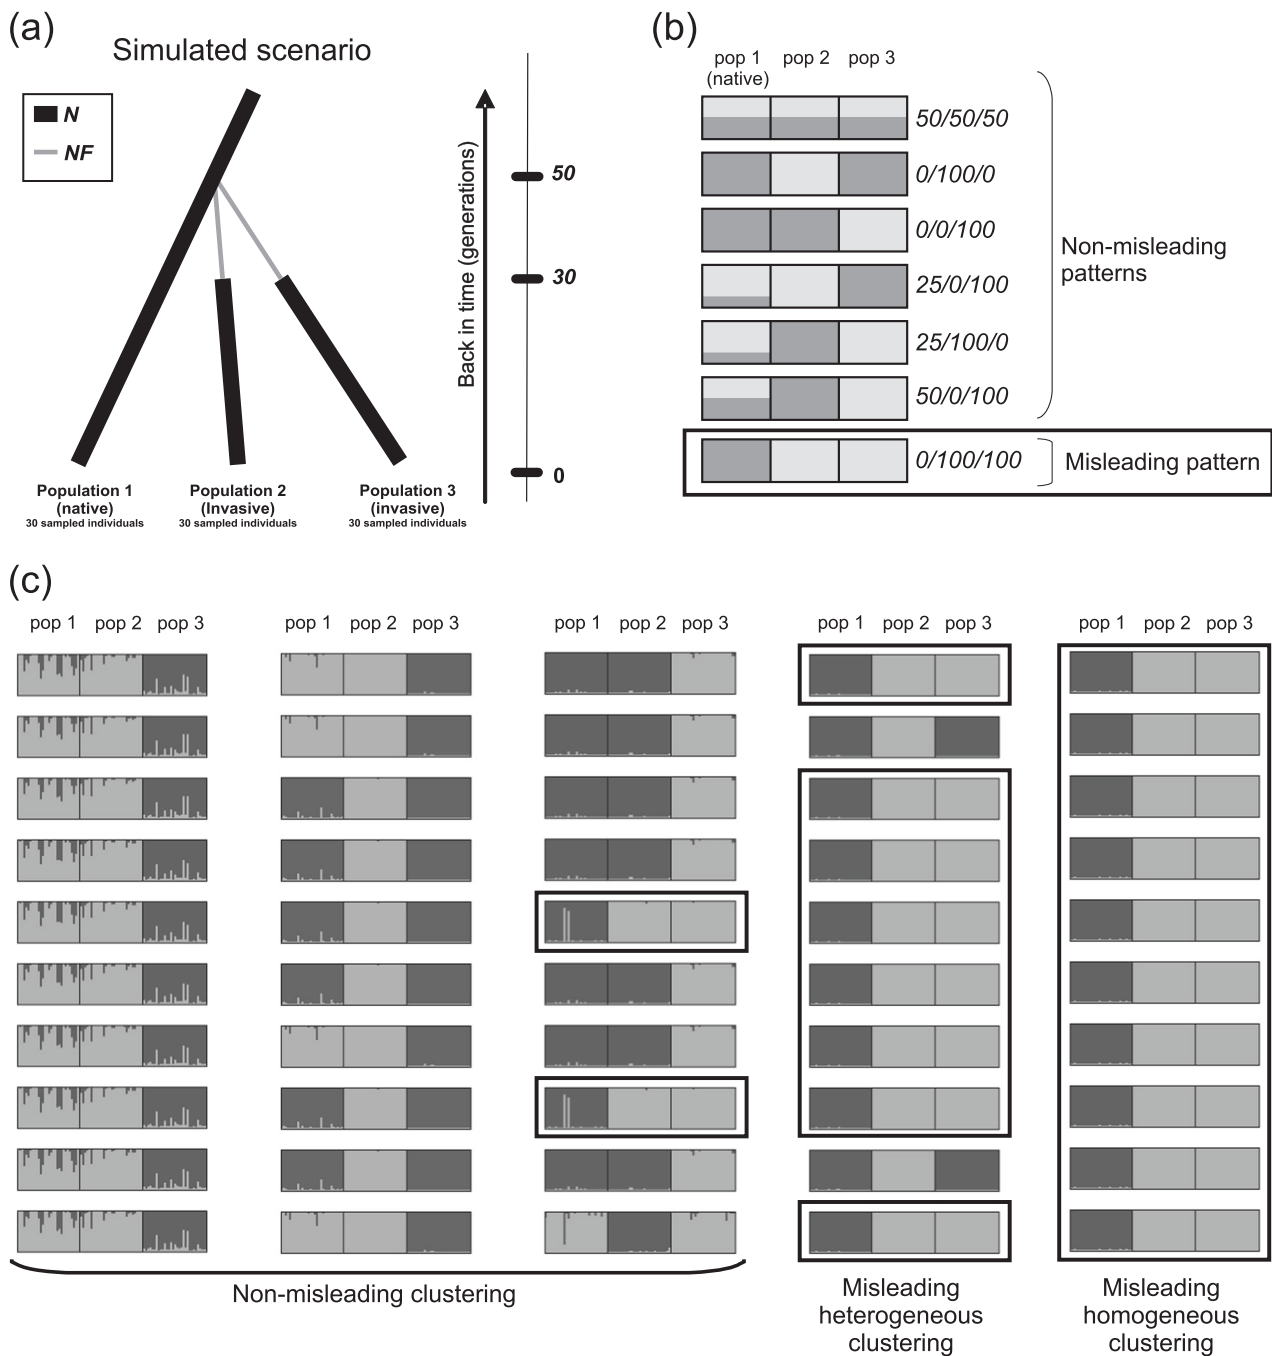 (a)
Simulated scenario
N
NF
Back in time (generations)
50
30
0
Population 1
(native)
30 sampled individuals
Population 2
(Invasive)
30 sampled individuals
Population 3
(invasive)
30 sampled individuals
(b)
pop 1 pop 2 pop 3
(native)
50/50/50
0/100/0
0/0/100
25/0/100
25/100/0
50/0/100
Non-misleading
patterns
0/100/100
Misleading pattern
(c)
pop 1 pop 2 pop 3
pop 1 pop 2 pop 3
pop 1 pop 2 pop 3
pop 1 pop 2 pop 3
pop 1 pop 2 pop 3
Non-misleading clustering
Misleading
heterogeneous
clustering
Misleading
homogeneous
clustering